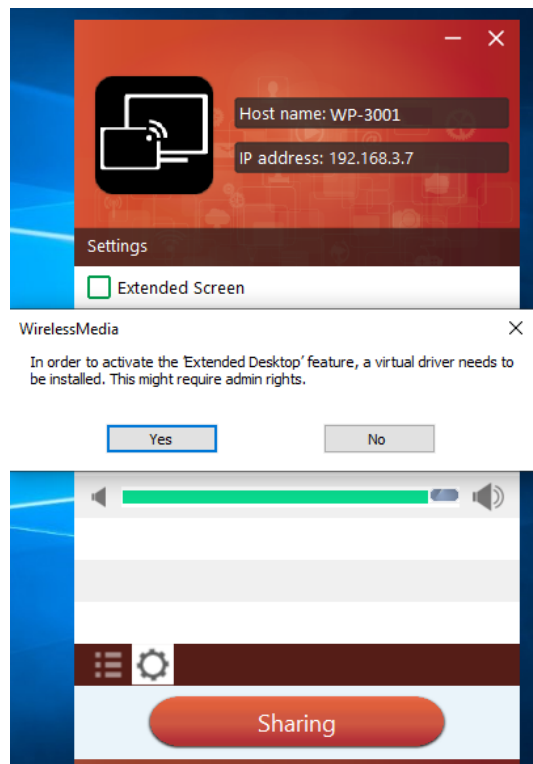 Host name: WP-3001
IP address: 192.168.3.7
Settings
Extended Screen
WirelessMedia
In order to activate the 'Extended Desktop' feature, a virtual driver needs to
be installed. This might require admin rights.
Yes
No
Sharing